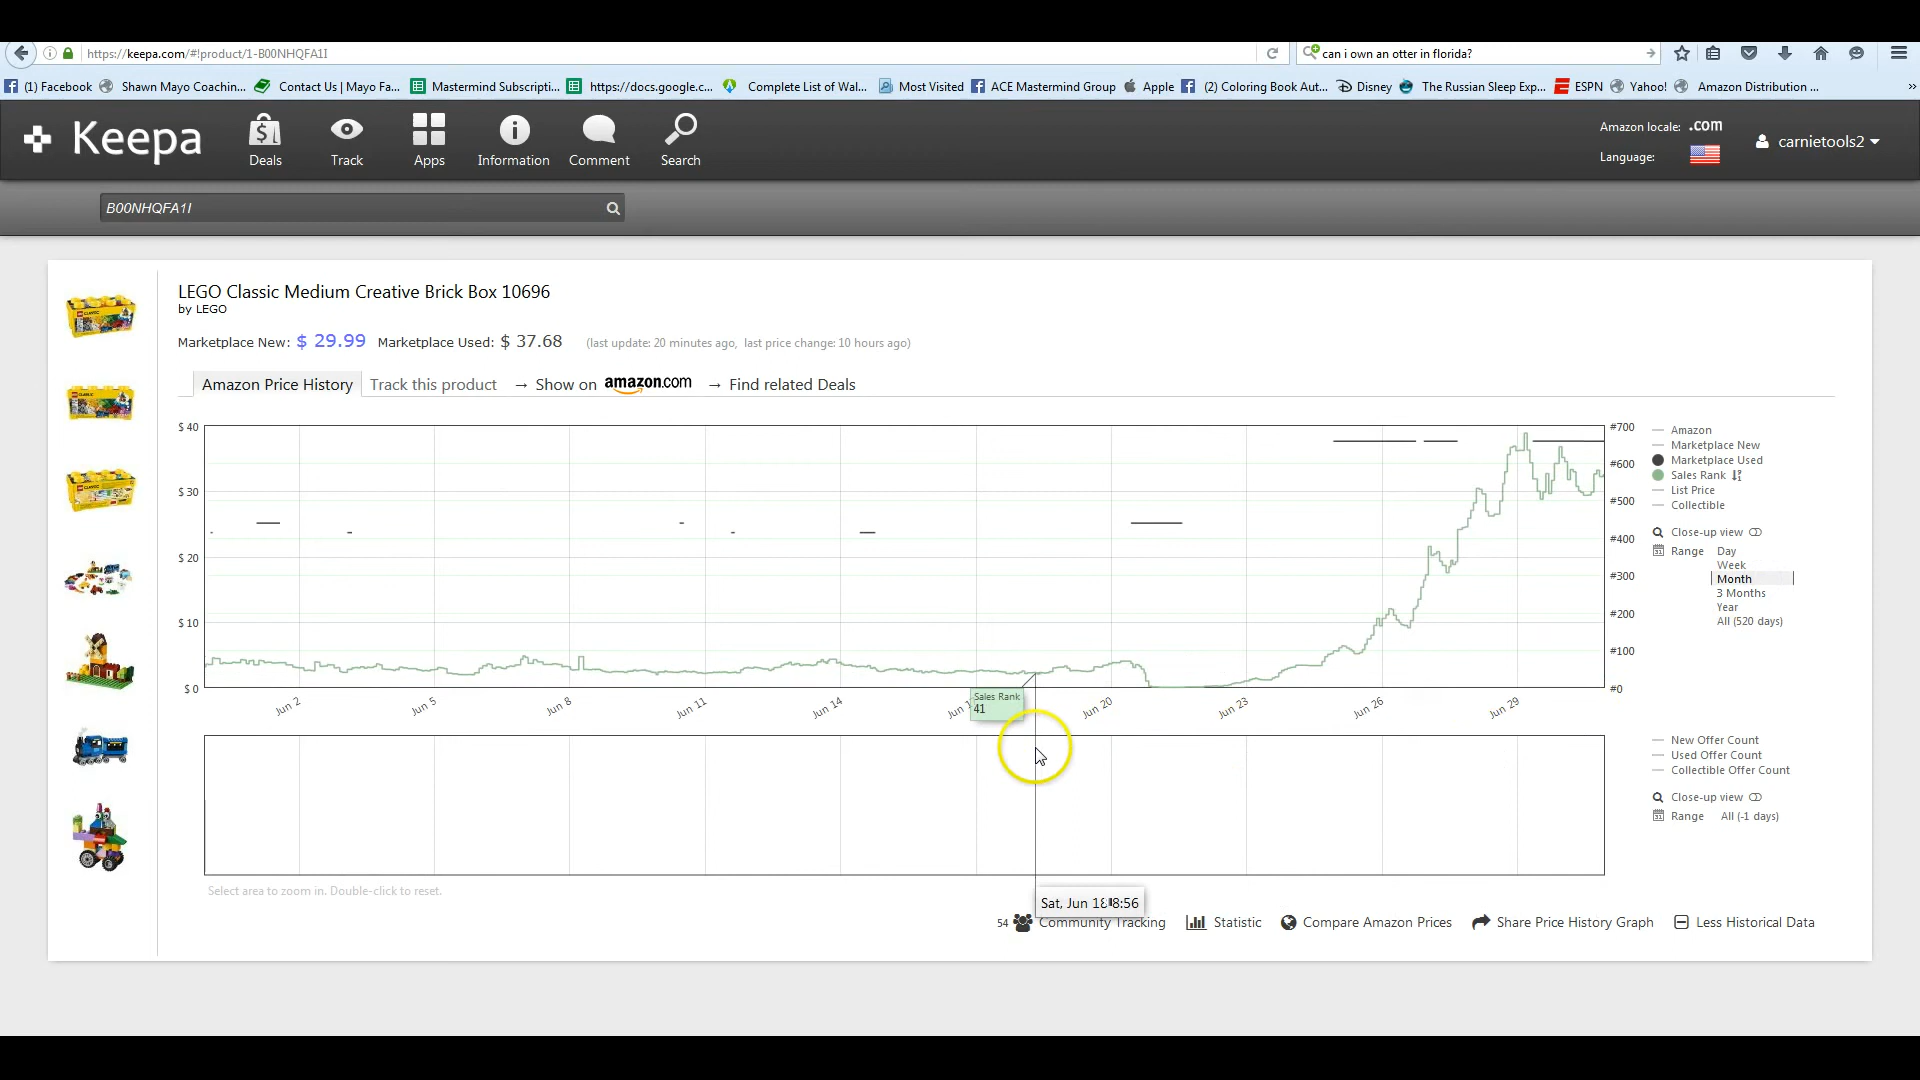 https://keepa.com/#!product/1-B00NHQFA1I
can i own an otter in florida?
(1) Facebook
Shawn Mayo Coachin...
Contact Us | Mayo Fa...
Mastermind Subscripti...
https://docs.google.c...
Complete List of Wal...
Most Visited
ACE Mastermind Group
Apple
(2) Coloring Book Aut...
Disney
The Russian Sleep Exp...
ESPN
Yahoo!
Amazon Distribution ...
Keepa
Deals
Track
Apps
Information
Comment
Search
Amazon locale: .com
Language:
carnietools2
B00NHQFA1I
LEGO Classic Medium Creative Brick Box 10696
by LEGO
Marketplace New: $ 29.99 Marketplace Used: $ 37.68 (last update: 20 minutes ago, last price change: 10 hours ago)
Amazon Price History
Track this product
→ Show on amazon.com
→ Find related Deals
$ 40
$ 30
$ 20
$ 10
$ 0
#700
#600
#500
#400
#300
#200
#100
#0
Jun 2
Jun 5
Jun 8
Jun 11
Jun 14
Jun 20
Jun 23
Jun 26
Jun 29
Sales Rank
41
Amazon
Marketplace New
Marketplace Used
Sales Rank
List Price
Collectible
Close-up view
Range
Day
Week
Month
3 Months
Year
All (520 days)
New Offer Count
Used Offer Count
Collectible Offer Count
Close-up view
Range All (-1 days)
Select area to zoom in. Double-click to reset.
Sat, Jun 18 8:56
54 Community Tracking
Statistic
Compare Amazon Prices
Share Price History Graph
Less Historical Data